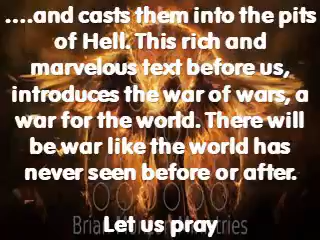 ....and casts them into the pits
of Hell. This rich and
marvelous text before us,
introduces the war of wars, a
war for the world. There will
be war like the world has
never seen before or after.
Let us pray